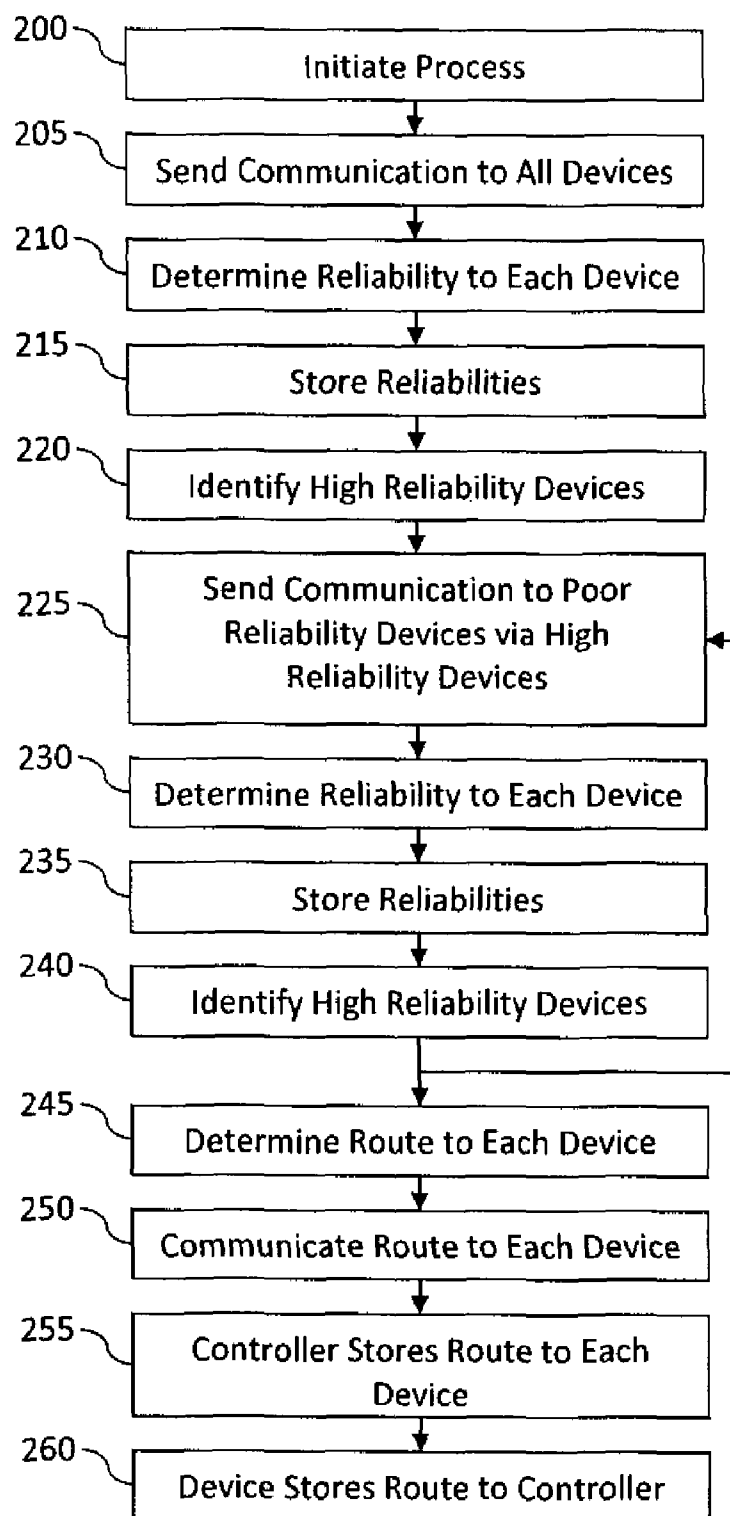 200
Initiate Process
205
Send Communication to All Devices
210
Determine Reliability to Each Device
215
Store Reliabilities
220
Identify High Reliability Devices
225
Send Communication to Poor
Reliability Devices via High
Reliability Devices
230
Determine Reliability to Each Device
235
Store Reliabilities
240
Identify High Reliability Devices
245
Determine Route to Each Device
250
Communicate Route to Each Device
255
Controller Stores Route to Each
Device
260
Device Stores Route to Controller